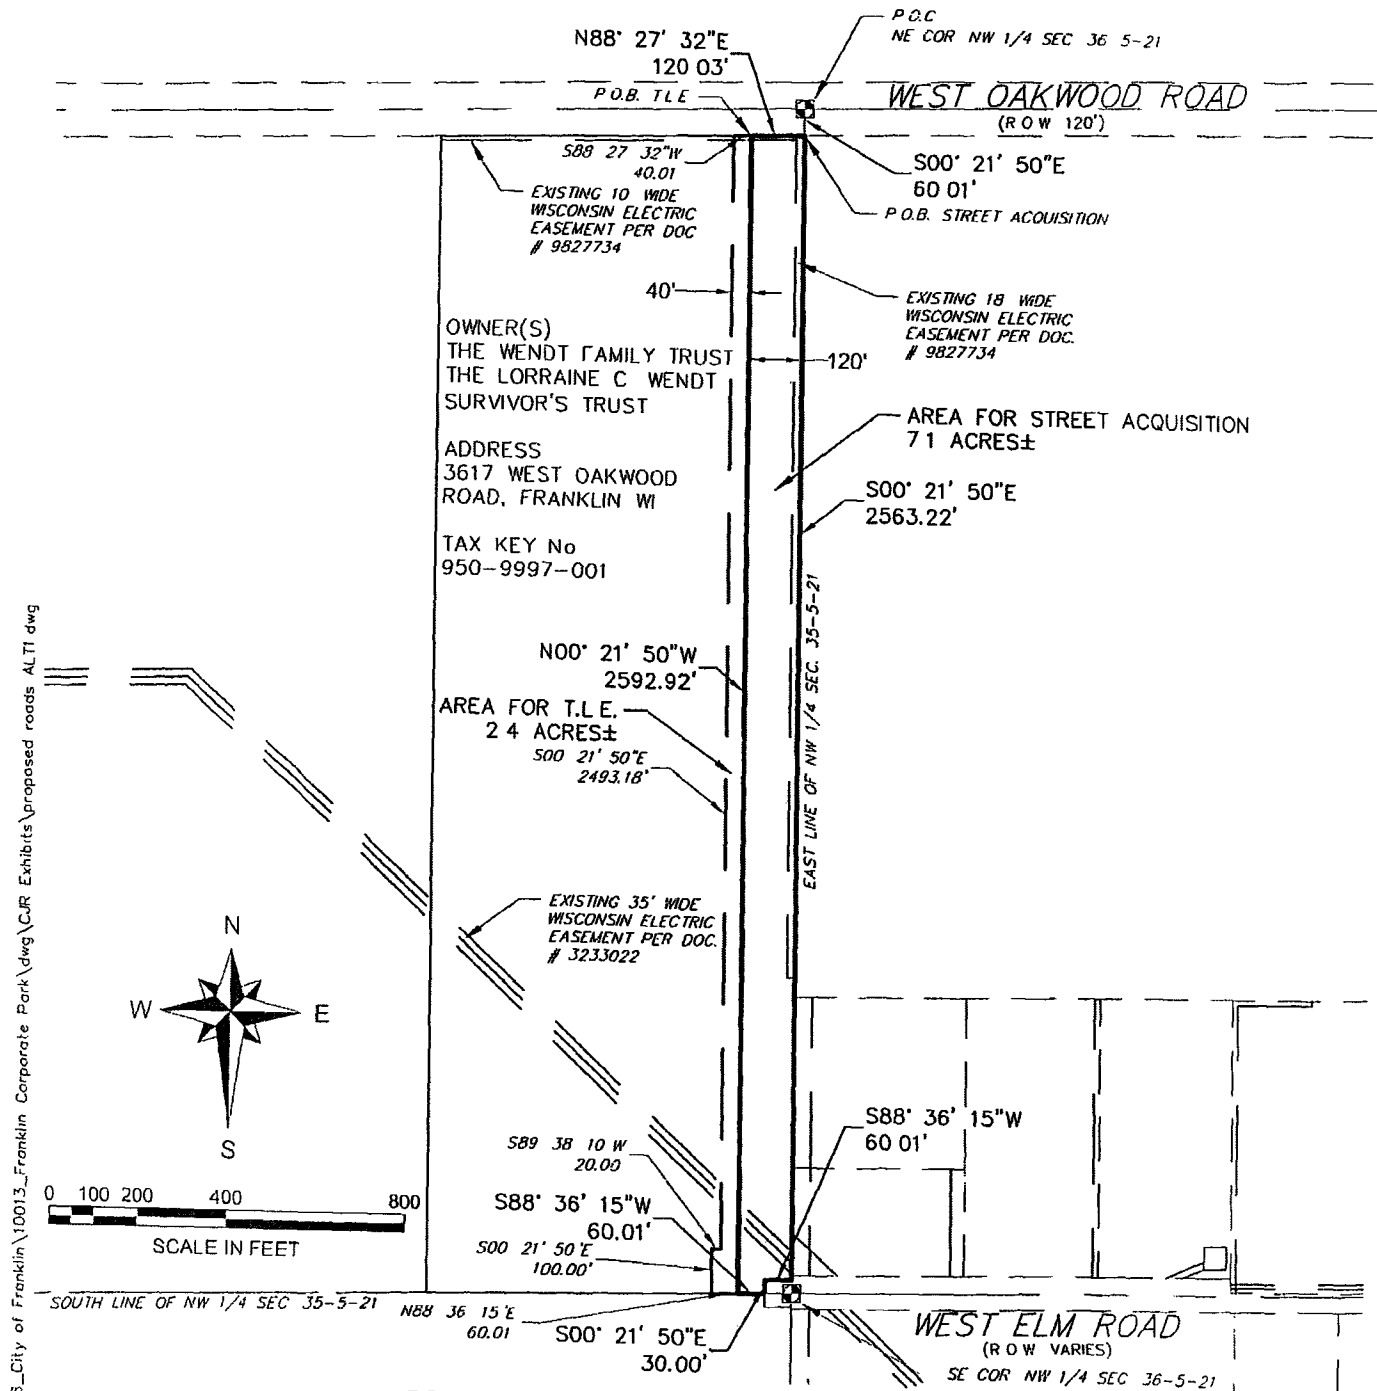 P.O.C
NE COR NW 1/4 SEC 36 5-21
N88° 27' 32"E
120 03'
P.O.B. TLE
WEST OAKWOOD ROAD
(R O W 120')
S88 27 32"W
40.01
S00° 21' 50"E
60 01'
P.O.B. STREET ACQUISITION
EXISTING 10 WIDE
WISCONSIN ELECTRIC
EASEMENT PER DOC
# 9827734
40'
EXISTING 18 WIDE
WISCONSIN ELECTRIC
EASEMENT PER DOC.
# 9827734
OWNER(S)
THE WENDT FAMILY TRUST
THE LORRAINE C WENDT
SURVIVOR'S TRUST
120'
AREA FOR STREET ACQUISITION
7 1 ACRES±
ADDRESS
3617 WEST OAKWOOD
ROAD, FRANKLIN WI
S00° 21' 50"E
2563.22'
TAX KEY No
950-9997-001
EAST LINE OF NW 1/4 SEC. 35-5-21
N00° 21' 50"W
2592.92'
AREA FOR T.L E.
2 4 ACRES±
S00 21' 50"E
2493.18'
EXISTING 35' WIDE
WISCONSIN ELECTRIC
EASEMENT PER DOC.
# 3233022
N
W
E
S
S88° 36' 15"W
60 01'
S89 38 10 W
20.00
S88° 36' 15"W
60.01'
S00 21' 50'E
100.00'
0 100 200 400 800
SCALE IN FEET
SOUTH LINE OF NW 1/4 SEC 35-5-21
N88 36 15'E
60.01
S00° 21' 50"E
30.00'
WEST ELM ROAD
(R O W VARIES)
SE COR NW 1/4 SEC 36-5-21
_City of Franklin\10013_Franklin Corporate Park\dwg\CJR Exhibits\proposed roads ALT1 dwg